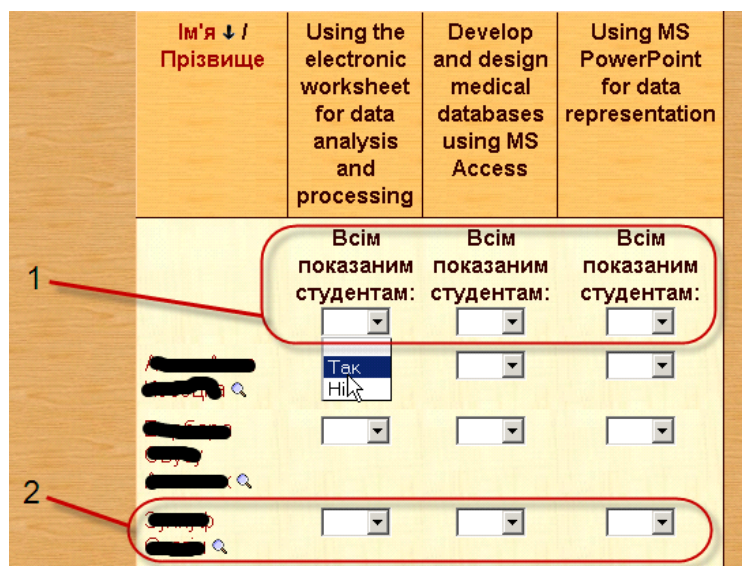 Ім'я ↓ /
Прізвище
Using the
electronic
worksheet
for data
analysis
and
processing
Develop
and design
medical
databases
using MS
Access
Using MS
PowerPoint
for data
representation
1
Всім
показаним
студентам:
Всім
показаним
студентам:
Всім
показаним
студентам:
Так
Ні
2